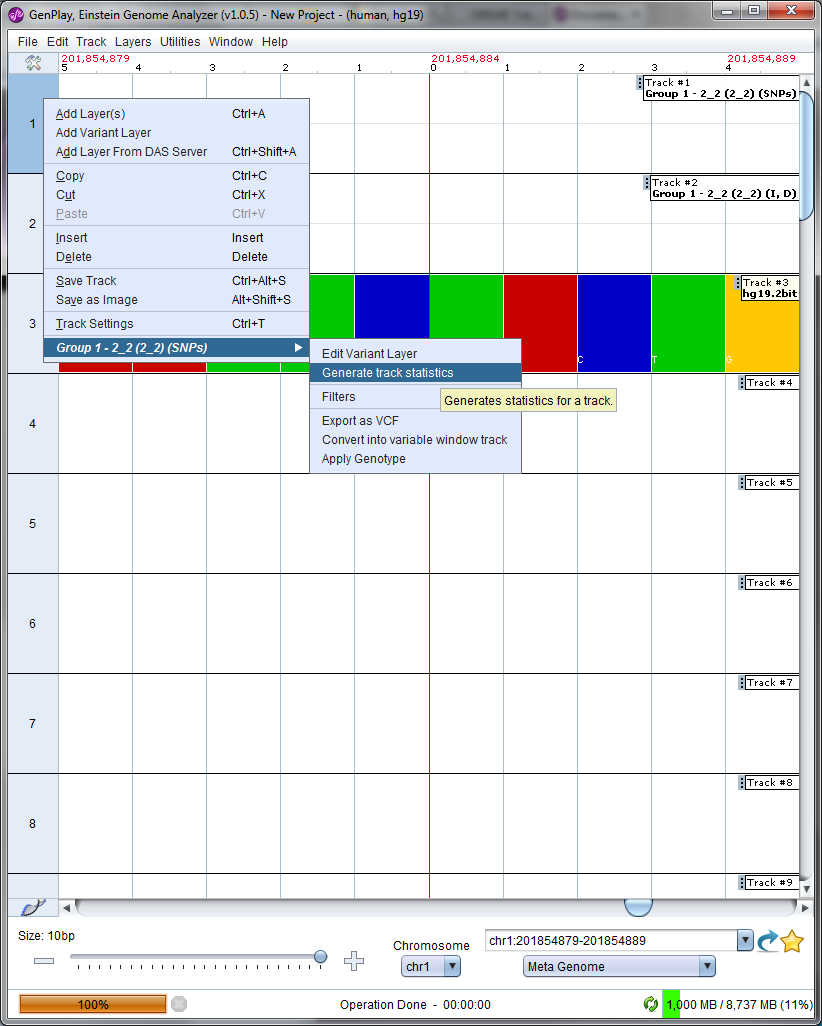 GenPlay, Einstein Genome Analyzer (v1.0.5) - New Project - (human, hg19)
File Edit Track Layers Utilities Window Help
201,854,879 201,854,884 201,854,889
5 4 3 2 1 0 1 2 3 4
1
Track #1
Group 1 - 2_2 (2_2) (SNPs)
Add Layer(s) Ctrl+A
Add Variant Layer
Add Layer From DAS Server Ctrl+Shift+A
Copy Ctrl+C
Cut Ctrl+X
Paste Ctrl+V
Insert Insert
Delete Delete
Save Track Ctrl+Alt+S
Save as Image Alt+Shift+S
Track Settings Ctrl+T
Group 1 - 2_2 (2_2) (SNPs)
Edit Variant Layer
Generate track statistics
Filters
Export as VCF
Convert into variable window track
Apply Genotype
Generates statistics for a track.
2
Track #2
Group 1 - 2_2 (2_2) (I, D)
3
Track #3
hg19.2bit
C T G
4
Track #4
5
Track #5
6
Track #6
7
Track #7
8
Track #8
Track #9
Size: 10bp
Chromosome
chr1
chr1:201854879-201854889
Meta Genome
100%
Operation Done - 00:00:00
1,000 MB / 8,737 MB (11%)